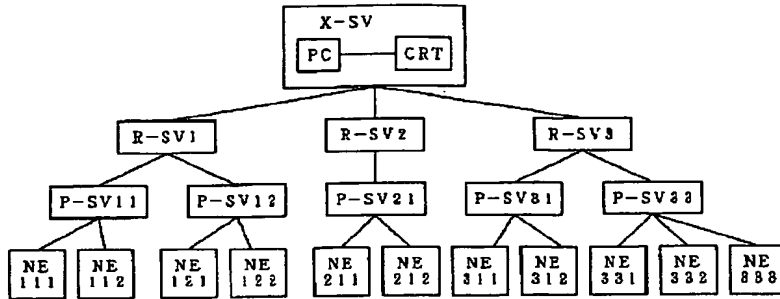 X-SV
PC CRT
R-SV1 R-SV2 R-SV3
P-SV11 P-SV12 P-SV21 P-SV31 P-SV33
NE NE NE NE NE NE NE NE NE NE NE
111 112 121 122 211 212 311 312 331 332 333